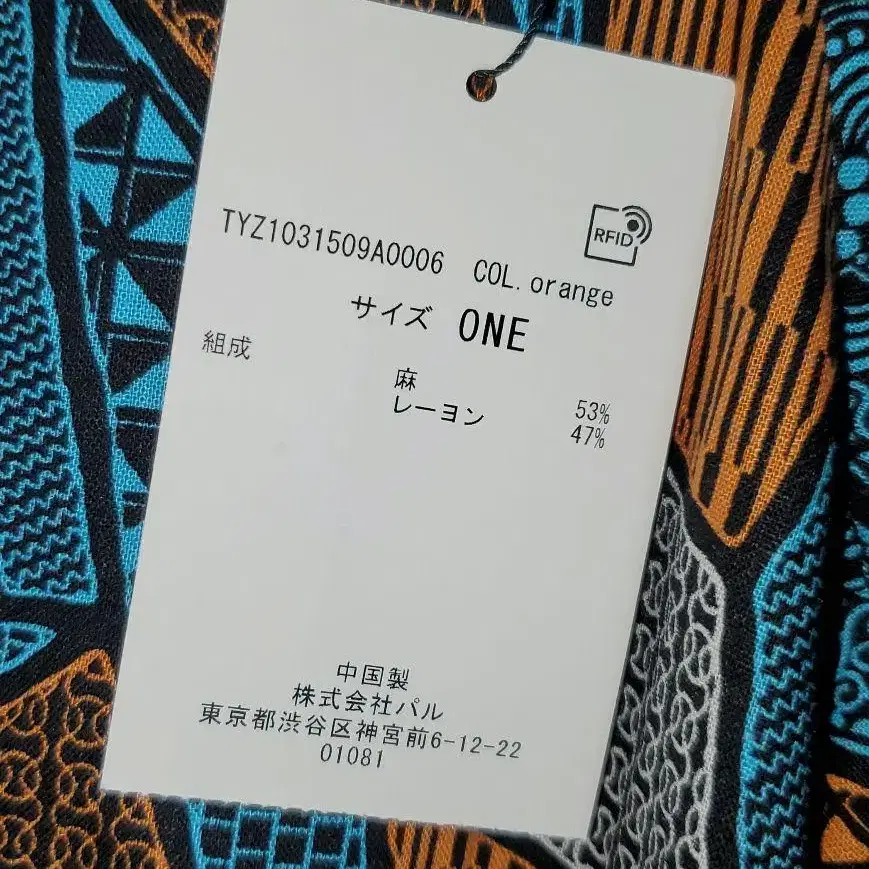 RFID
TYZ1031509A0006 COL.orange
サイズ ONE
組成
麻 53%
レーヨン 47%
中国製
株式会社パル
東京都渋谷区神宮前6-12-22
01081